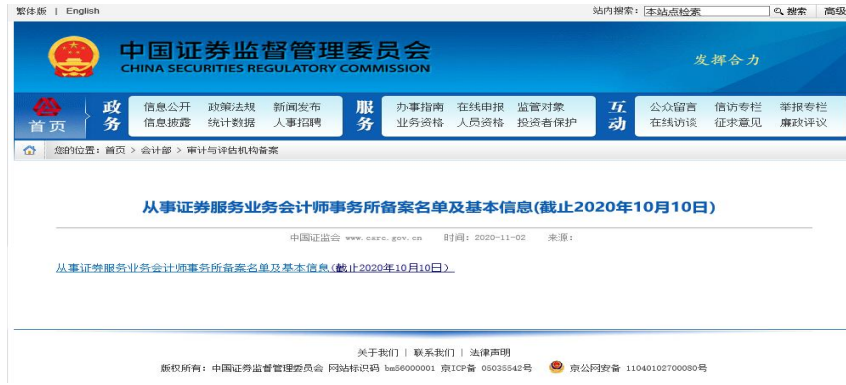 繁体版 | English 站内搜索： 本站点检索 搜索 高级
中国证券监督管理委员会
CHINA SECURITIES REGULATORY COMMISSION
发挥合力
首页 政务 信息公开 政策法规 新闻发布 服务 办事指南 在线申报 监管对象 互动 公众留言 信访专栏 举报专栏
信息披露 统计数据 人事招聘 业务资格 人员资格 投资者保护 在线访谈 征求意见 廉政评议
您的位置：首页 > 会计部 > 审计与评估机构备案
从事证券服务业务会计师事务所备案名单及基本信息(截止2020年10月10日)
中国证监会 www.csrc.gov.cn 时间：2020-11-02 来源：
从事证券服务业务会计师事务所备案名单及基本信息(截止2020年10月10日)
关于我们 | 联系我们 | 法律声明
版权所有：中国证券监督管理委员会 网站标识码 bm56000001 京ICP备 05035542号 京公网安备 11040102700080号